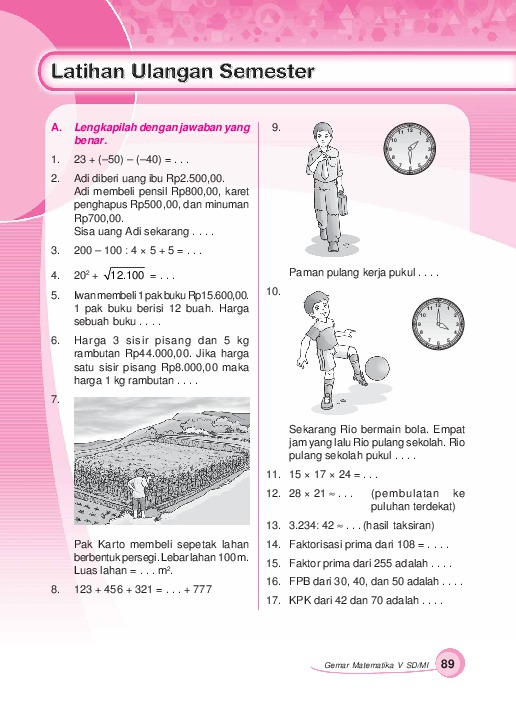 Latihan Ulangan Semester
A. Lengkapilah dengan jawaban yang
benar.
1. 23 + (–50) – (–40) = . . .
2. Adi diberi uang ibu Rp2.500,00.
Adi membeli pensil Rp800,00, karet
penghapus Rp500,00, dan minuman
Rp700,00.
Sisa uang Adi sekarang . . . .
3. 200 – 100 : 4 × 5 + 5 = . . .
4. 20² + √12.100 = . . .
5. Iwan membeli 1 pak buku Rp15.600,00.
1 pak buku berisi 12 buah. Harga
sebuah buku . . . .
6. Harga 3 sisir pisang dan 5 kg
rambutan Rp44.000,00. Jika harga
satu sisir pisang Rp8.000,00 maka
harga 1 kg rambutan . . . .
7.
Pak Karto membeli sepetak lahan
berbentuk persegi. Lebar lahan 100 m.
Luas lahan = . . . m².
8. 123 + 456 + 321 = . . . + 777
9.
Paman pulang kerja pukul . . . .
10.
Sekarang Rio bermain bola. Empat
jam yang lalu Rio pulang sekolah. Rio
pulang sekolah pukul . . . .
11. 15 × 17 × 24 = . . .
12. 28 × 21 ≈ . . . (pembulatan ke
puluhan terdekat)
13. 3.234: 42 ≈ . . . (hasil taksiran)
14. Faktorisasi prima dari 108 = . . . .
15. Faktor prima dari 255 adalah . . . .
16. FPB dari 30, 40, dan 50 adalah . . . .
17. KPK dari 42 dan 70 adalah . . . .
Gemar Matematika V SD/MI 89